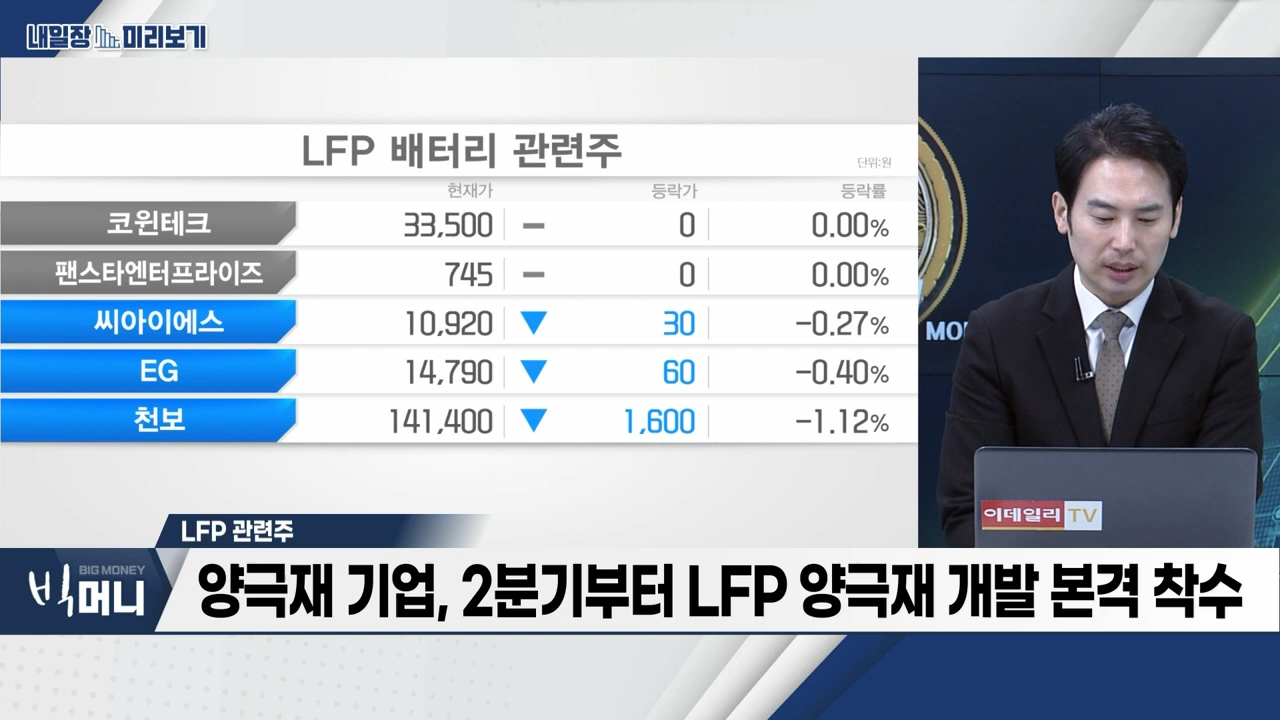 내일장 미리보기
LFP 배터리 관련주
단위:원
현재가 등락가 등락률
코윈테크 33,500 – 0 0.00%
팬스타엔터프라이즈 745 – 0 0.00%
씨아이에스 10,920 ▼ 30 -0.27%
EG 14,790 ▼ 60 -0.40%
천보 141,400 ▼ 1,600 -1.12%
이데일리 TV
LFP 관련주
BIG MONEY
빅머니
양극재 기업, 2분기부터 LFP 양극재 개발 본격 착수